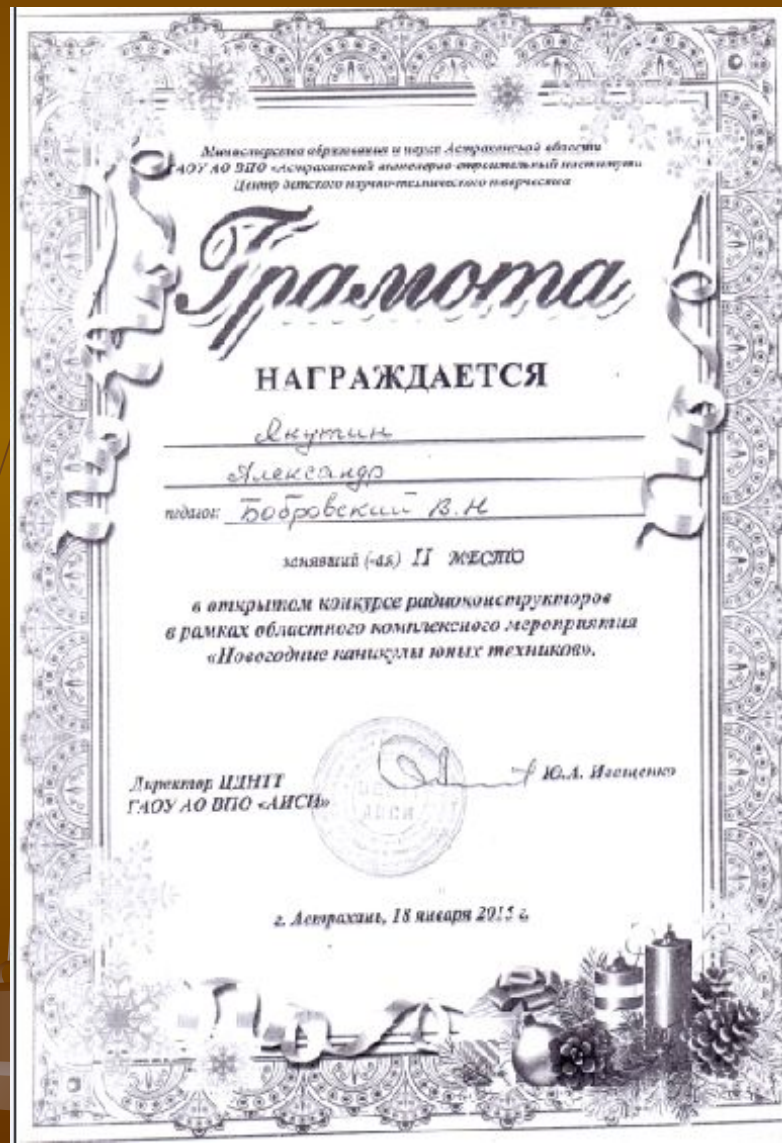 Министерство образования и науки Астраханской области
ГАОУ АО ВПО «Астраханский инженерно-строительный институт»
Центр детского научно-технического творчества
Грамота
НАГРАЖДАЕТСЯ
Якутин
Александр
педагог: Бобровский В.Н
занявший (-ая) II МЕСТО
в открытом конкурсе радиоконструкторов
в рамках областного комплексного мероприятия
«Новогодние каникулы юных техников».
Директор ЦДНТТ
ГАОУ АО ВПО «АИСИ»
Ю.А.
г. Астрахань, 18 января 2015 г.